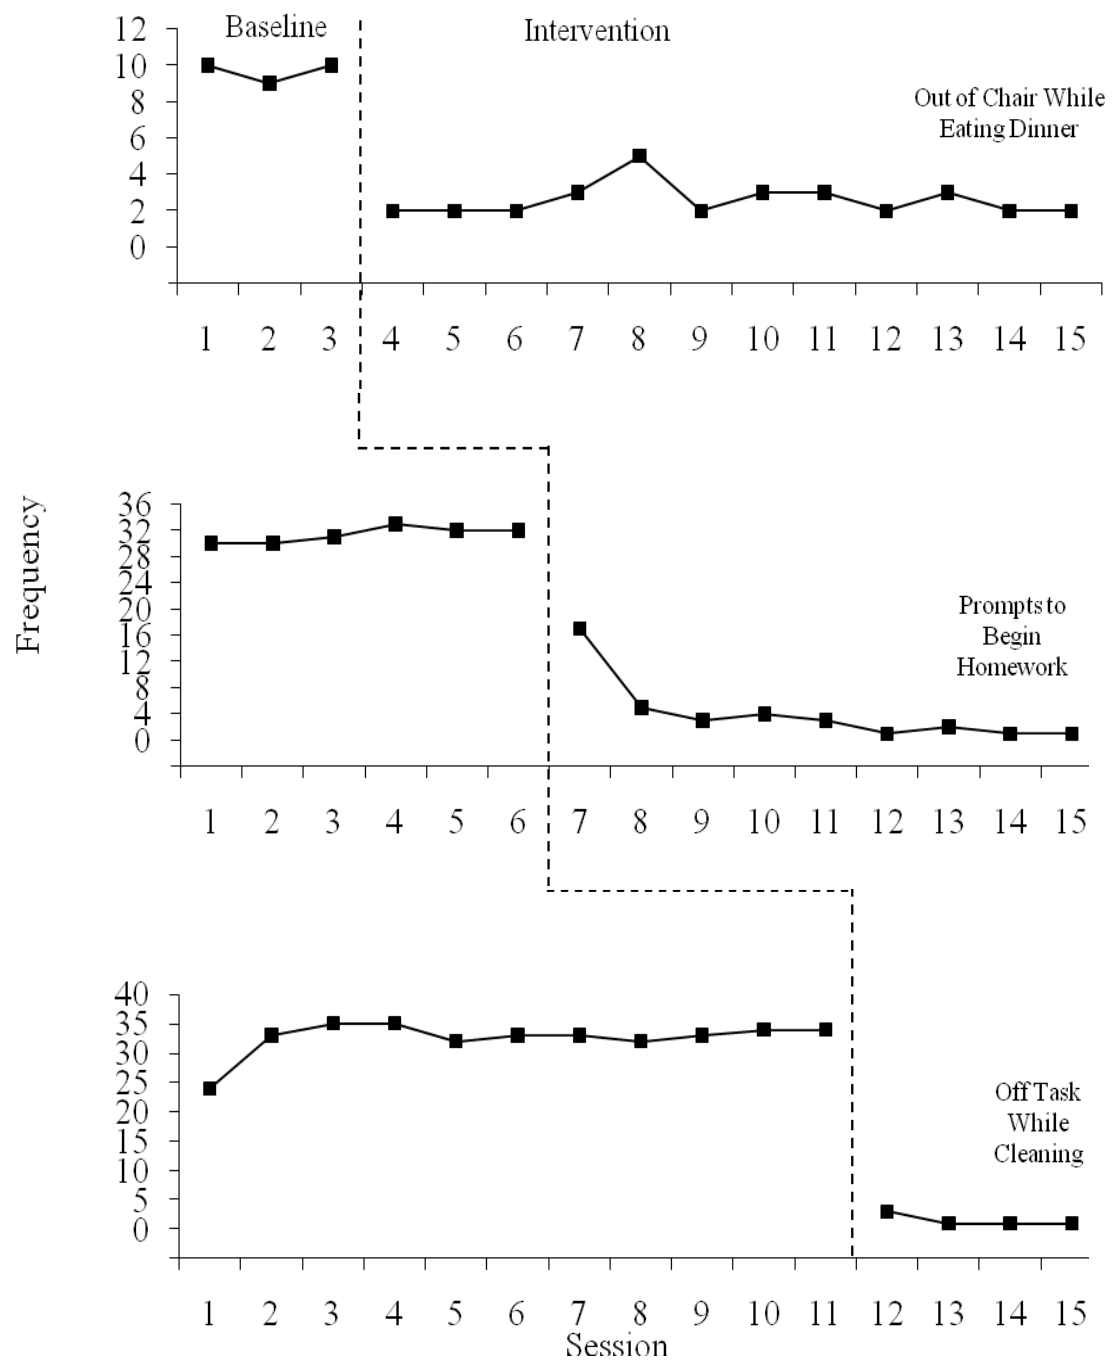 Baseline
Intervention
12
10
8
6
4
2
0
Out of Chair While
Eating Dinner
1 2 3 4 5 6 7 8 9 10 11 12 13 14 15
Frequency
36
32
28
24
20
16
12
8
4
0
Prompts to
Begin
Homework
1 2 3 4 5 6 7 8 9 10 11 12 13 14 15
40
35
30
25
20
15
10
5
0
Off Task
While
Cleaning
1 2 3 4 5 6 7 8 9 10 11 12 13 14 15
Session